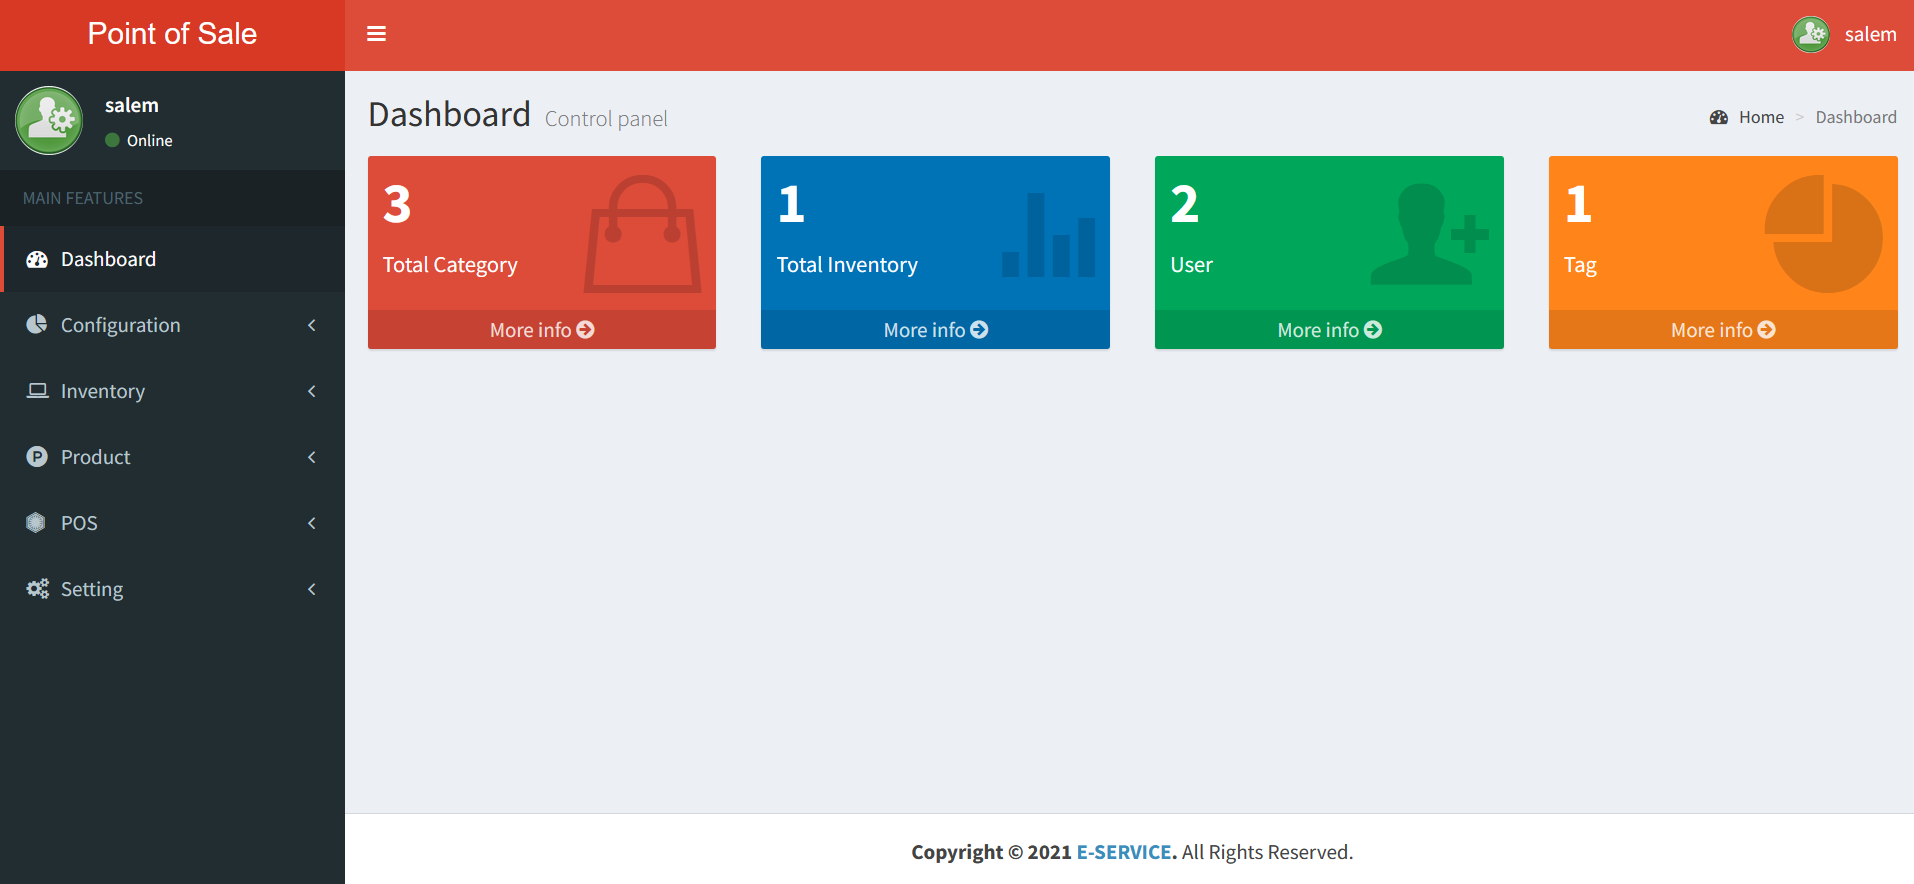 Point of Sale
salem
salem
Online
MAIN FEATURES
Dashboard
Configuration
Inventory
Product
POS
Setting
Dashboard Control panel
Home > Dashboard
3
Total Category
More info
1
Total Inventory
More info
2
User
More info
1
Tag
More info
Copyright © 2021 E-SERVICE. All Rights Reserved.